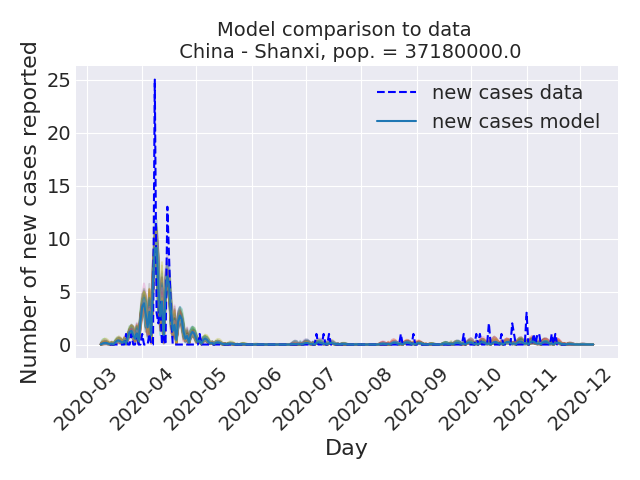 Model comparison to data
China - Shanxi, pop. = 37180000.0
Number of new cases reported
25
20
15
10
5
0
new cases data
new cases model
2020-03
2020-04
2020-05
2020-06
2020-07
2020-08
2020-09
2020-10
2020-11
2020-12
Day